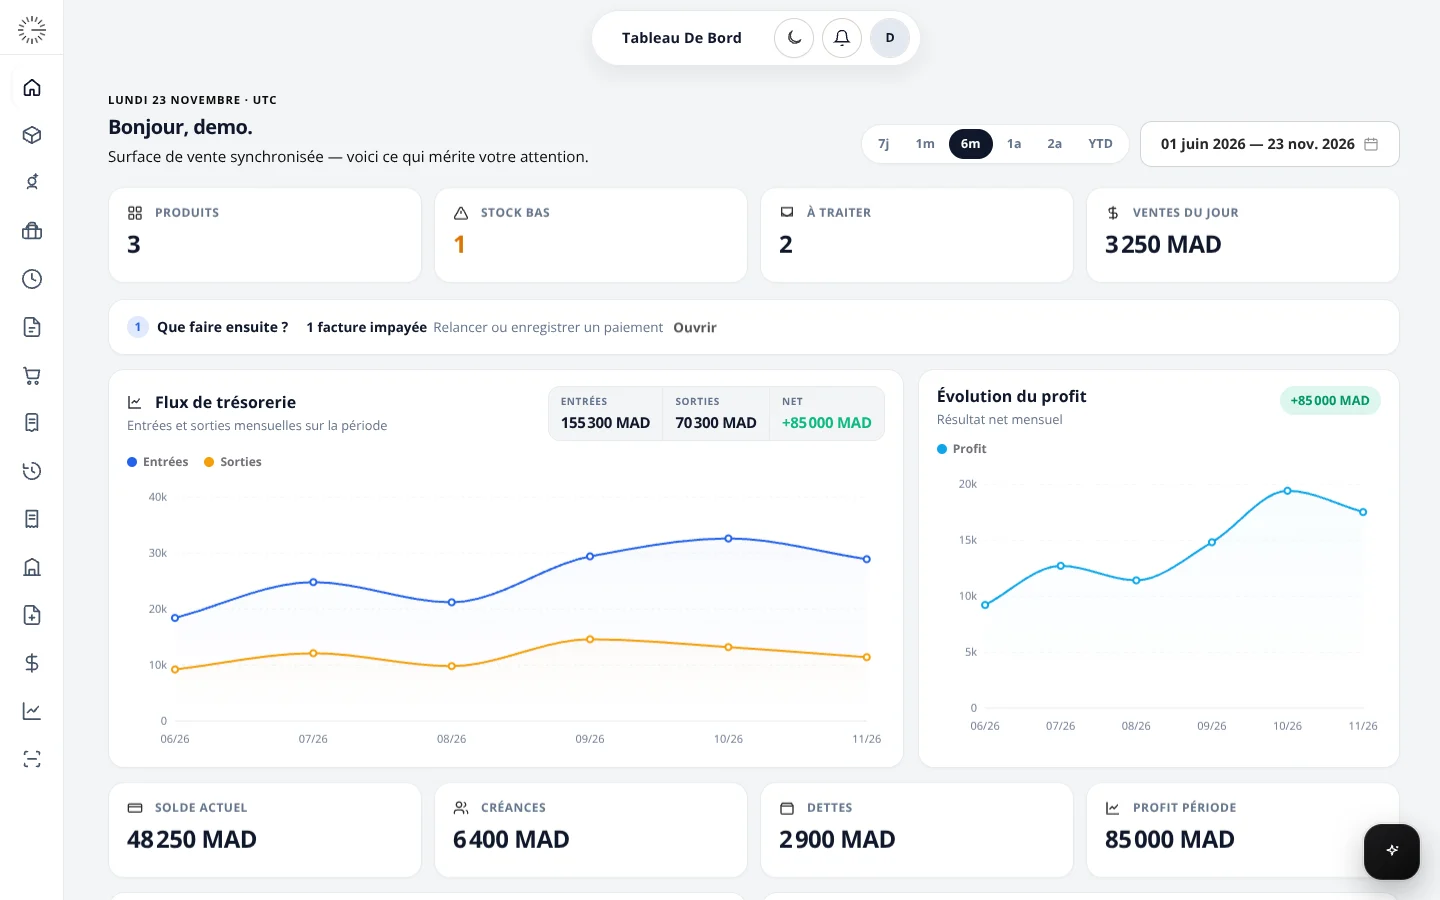 Tableau De Bord
D
LUNDI 23 NOVEMBRE · UTC
Bonjour, demo.
Surface de vente synchronisée — voici ce qui mérite votre attention.
7j 1m 6m 1a 2a YTD
01 juin 2026 — 23 nov. 2026
PRODUITS
3
STOCK BAS
1
À TRAITER
2
VENTES DU JOUR
3 250 MAD
1 Que faire ensuite ? 1 facture impayée Relancer ou enregistrer un paiement Ouvrir
Flux de trésorerie
Entrées et sorties mensuelles sur la période
ENTRÉES
155 300 MAD
SORTIES
70 300 MAD
NET
+85 000 MAD
Entrées Sorties
40k
30k
20k
10k
0
06/26 07/26 08/26 09/26 10/26 11/26
Évolution du profit
Résultat net mensuel
+85 000 MAD
Profit
20k
15k
10k
5k
0
06/26 07/26 08/26 09/26 10/26 11/26
SOLDE ACTUEL
48 250 MAD
CRÉANCES
6 400 MAD
DETTES
2 900 MAD
PROFIT PÉRIODE
85 000 MAD